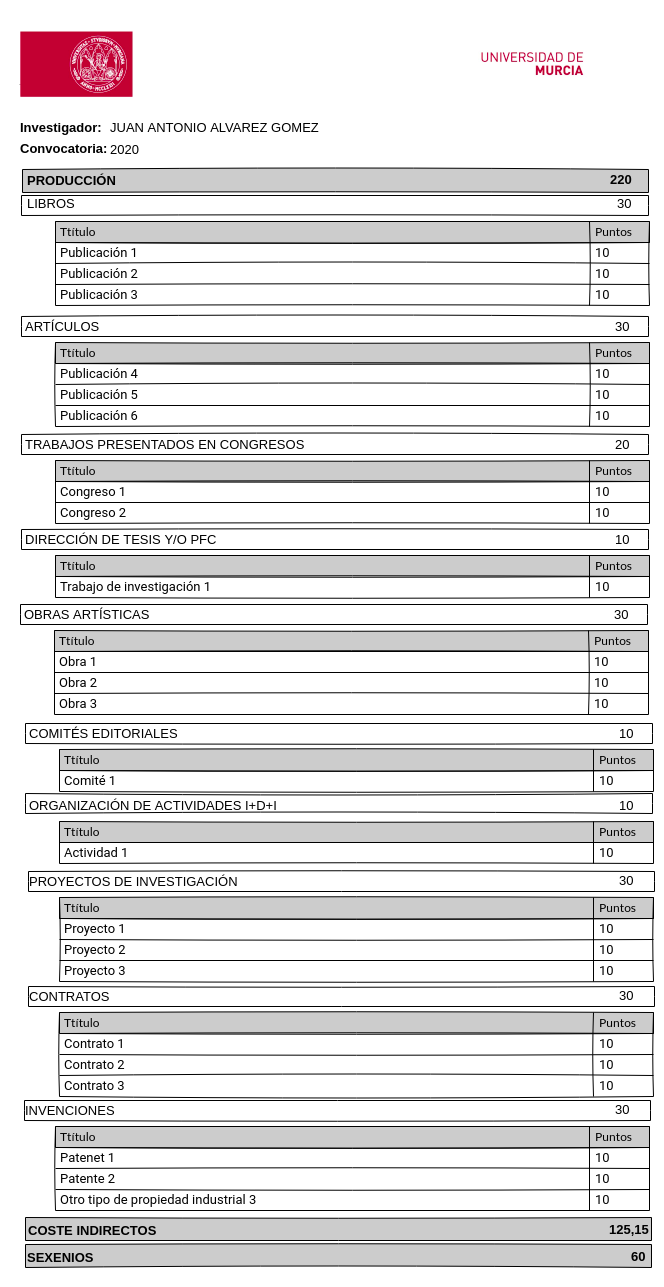 UNIVERSIDAD DE
MURCIA
Investigador: JUAN ANTONIO ALVAREZ GOMEZ
Convocatoria: 2020
PRODUCCIÓN 220
LIBROS 30
Ttítulo Puntos
Publicación 1 10
Publicación 2 10
Publicación 3 10
ARTÍCULOS 30
Ttítulo Puntos
Publicación 4 10
Publicación 5 10
Publicación 6 10
TRABAJOS PRESENTADOS EN CONGRESOS 20
Ttítulo Puntos
Congreso 1 10
Congreso 2 10
DIRECCIÓN DE TESIS Y/O PFC 10
Ttítulo Puntos
Trabajo de investigación 1 10
OBRAS ARTÍSTICAS 30
Ttítulo Puntos
Obra 1 10
Obra 2 10
Obra 3 10
COMITÉS EDITORIALES 10
Ttítulo Puntos
Comité 1 10
ORGANIZACIÓN DE ACTIVIDADES I+D+I 10
Ttítulo Puntos
Actividad 1 10
PROYECTOS DE INVESTIGACIÓN 30
Ttítulo Puntos
Proyecto 1 10
Proyecto 2 10
Proyecto 3 10
CONTRATOS 30
Ttítulo Puntos
Contrato 1 10
Contrato 2 10
Contrato 3 10
INVENCIONES 30
Ttítulo Puntos
Patenet 1 10
Patente 2 10
Otro tipo de propiedad industrial 3 10
COSTE INDIRECTOS 125,15
SEXENIOS 60